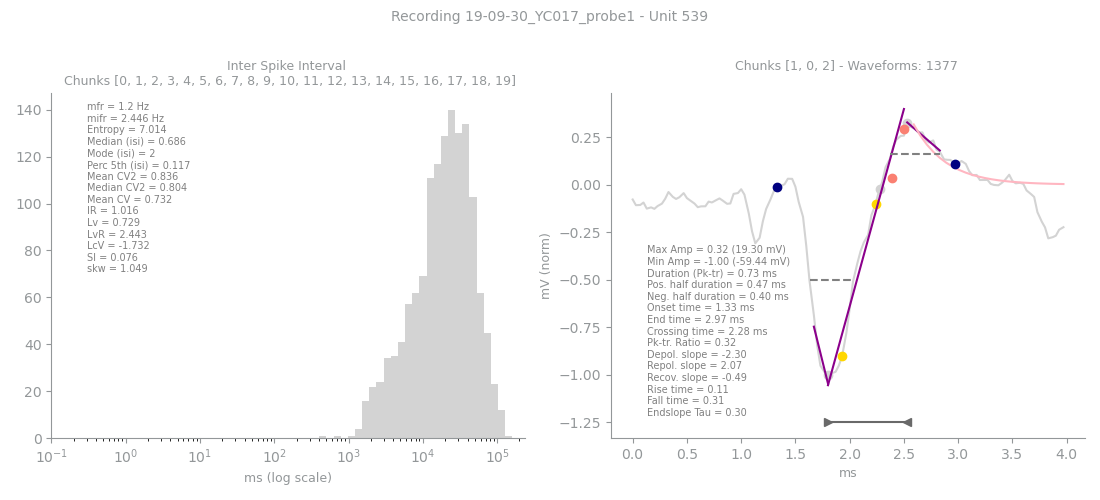 Recording 19-09-30_YC017_probe1 - Unit 539
Inter Spike Interval
Chunks [0, 1, 2, 3, 4, 5, 6, 7, 8, 9, 10, 11, 12, 13, 14, 15, 16, 17, 18, 19]
140
120
100
80
60
40
20
0
mfr = 1.2 Hz
mifr = 2.446 Hz
Entropy = 7.014
Median (isi) = 0.686
Mode (isi) = 2
Perc 5th (isi) = 0.117
Mean CV2 = 0.836
Median CV2 = 0.804
Mean CV = 0.732
IR = 1.016
Lv = 0.729
LvR = 2.443
LcV = -1.732
SI = 0.076
skw = 1.049
10⁻¹ 10⁰ 10¹ 10² 10³ 10⁴ 10⁵
ms (log scale)
Chunks [1, 0, 2] - Waveforms: 1377
mV (norm)
0.25
0.00
−0.25
−0.50
−0.75
−1.00
−1.25
Max Amp = 0.32 (19.30 mV)
Min Amp = -1.00 (-59.44 mV)
Duration (Pk-tr) = 0.73 ms
Pos. half duration = 0.47 ms
Neg. half duration = 0.40 ms
Onset time = 1.33 ms
End time = 2.97 ms
Crossing time = 2.28 ms
Pk-tr. Ratio = 0.32
Depol. slope = -2.30
Repol. slope = 2.07
Recov. slope = -0.49
Rise time = 0.11
Fall time = 0.31
Endslope Tau = 0.30
0.0 0.5 1.0 1.5 2.0 2.5 3.0 3.5 4.0
ms